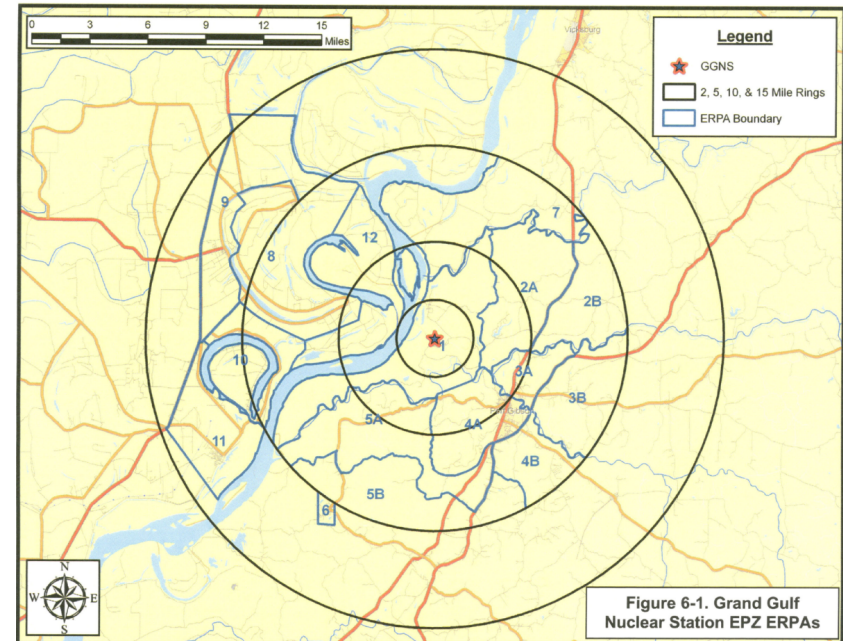 0 3 6 9 12 15
Miles
Vicksburg
Legend
GGNS
2, 5, 10, & 15 Mile Rings
ERPA Boundary
9
7
12
8
2A
2B
1
10
3A
3B
5A
4A
11
4B
5B
6
N
W E
S
Figure 6-1. Grand Gulf
Nuclear Station EPZ ERPAs